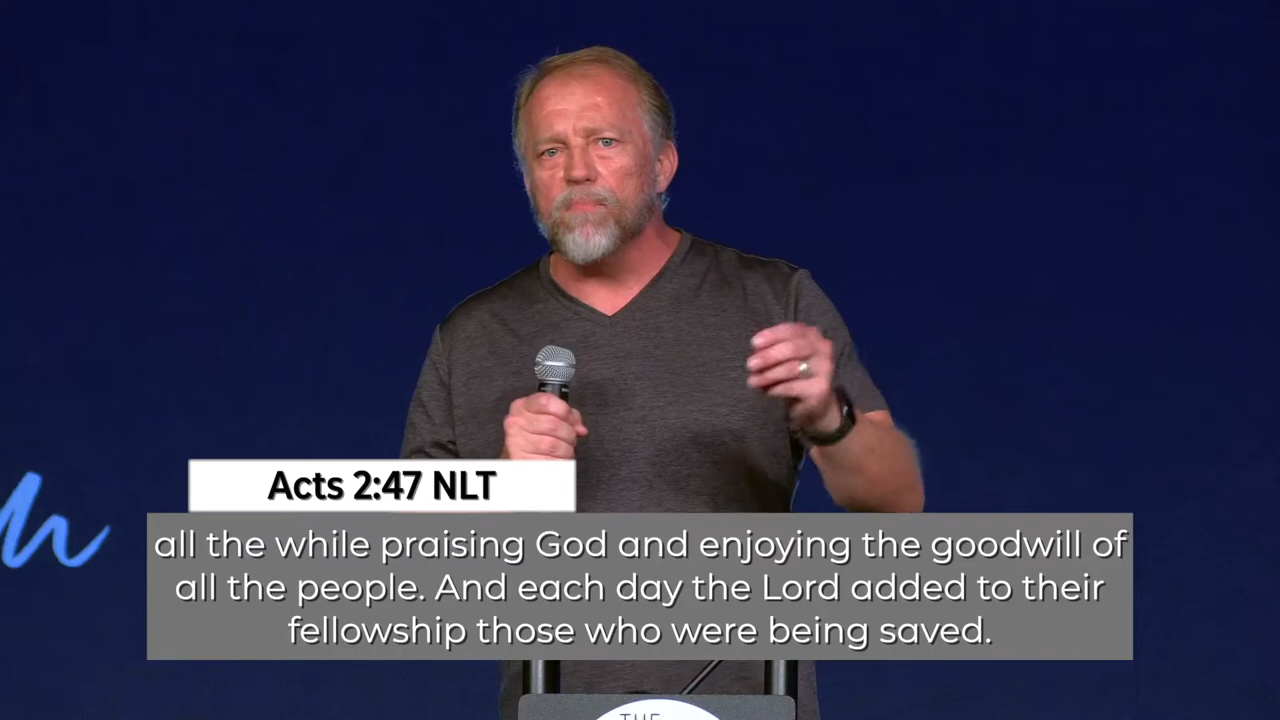 Acts 2:47 NLT
all the while praising God and enjoying the goodwill of
all the people. And each day the Lord added to their
fellowship those who were being saved.
THE